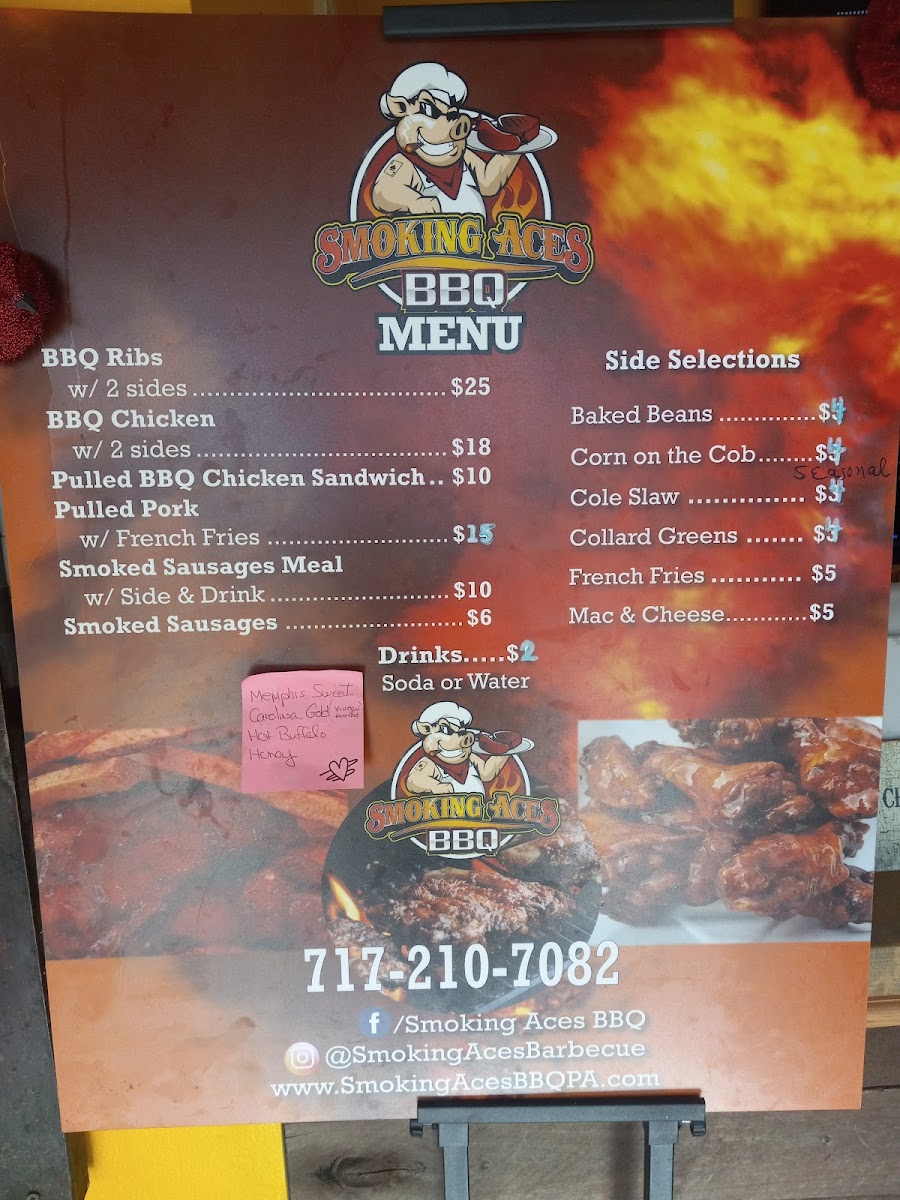 SMOKING ACES
BBQ
MENU
BBQ Ribs
w/ 2 sides .................................. $25
BBQ Chicken
w/ 2 sides .................................. $18
Pulled BBQ Chicken Sandwich .. $10
Pulled Pork
w/ French Fries ........................ $15
Smoked Sausages Meal
w/ Side & Drink ........................ $10
Smoked Sausages ........................ $6
Side Selections
Baked Beans ............. $4
Corn on the Cob ....... $4
Seasonal
Cole Slaw ................ $4
Collard Greens ....... $4
French Fries ........... $5
Mac & Cheese............ $5
Drinks.....$2
Soda or Water
Memphis Sweet
Carolina Gold
Hot Buffalo
Honey
SMOKING ACES
BBQ
717-210-7082
f /Smoking Aces BBQ
@SmokingAcesBarbecue
www.SmokingAcesBBQPA.com